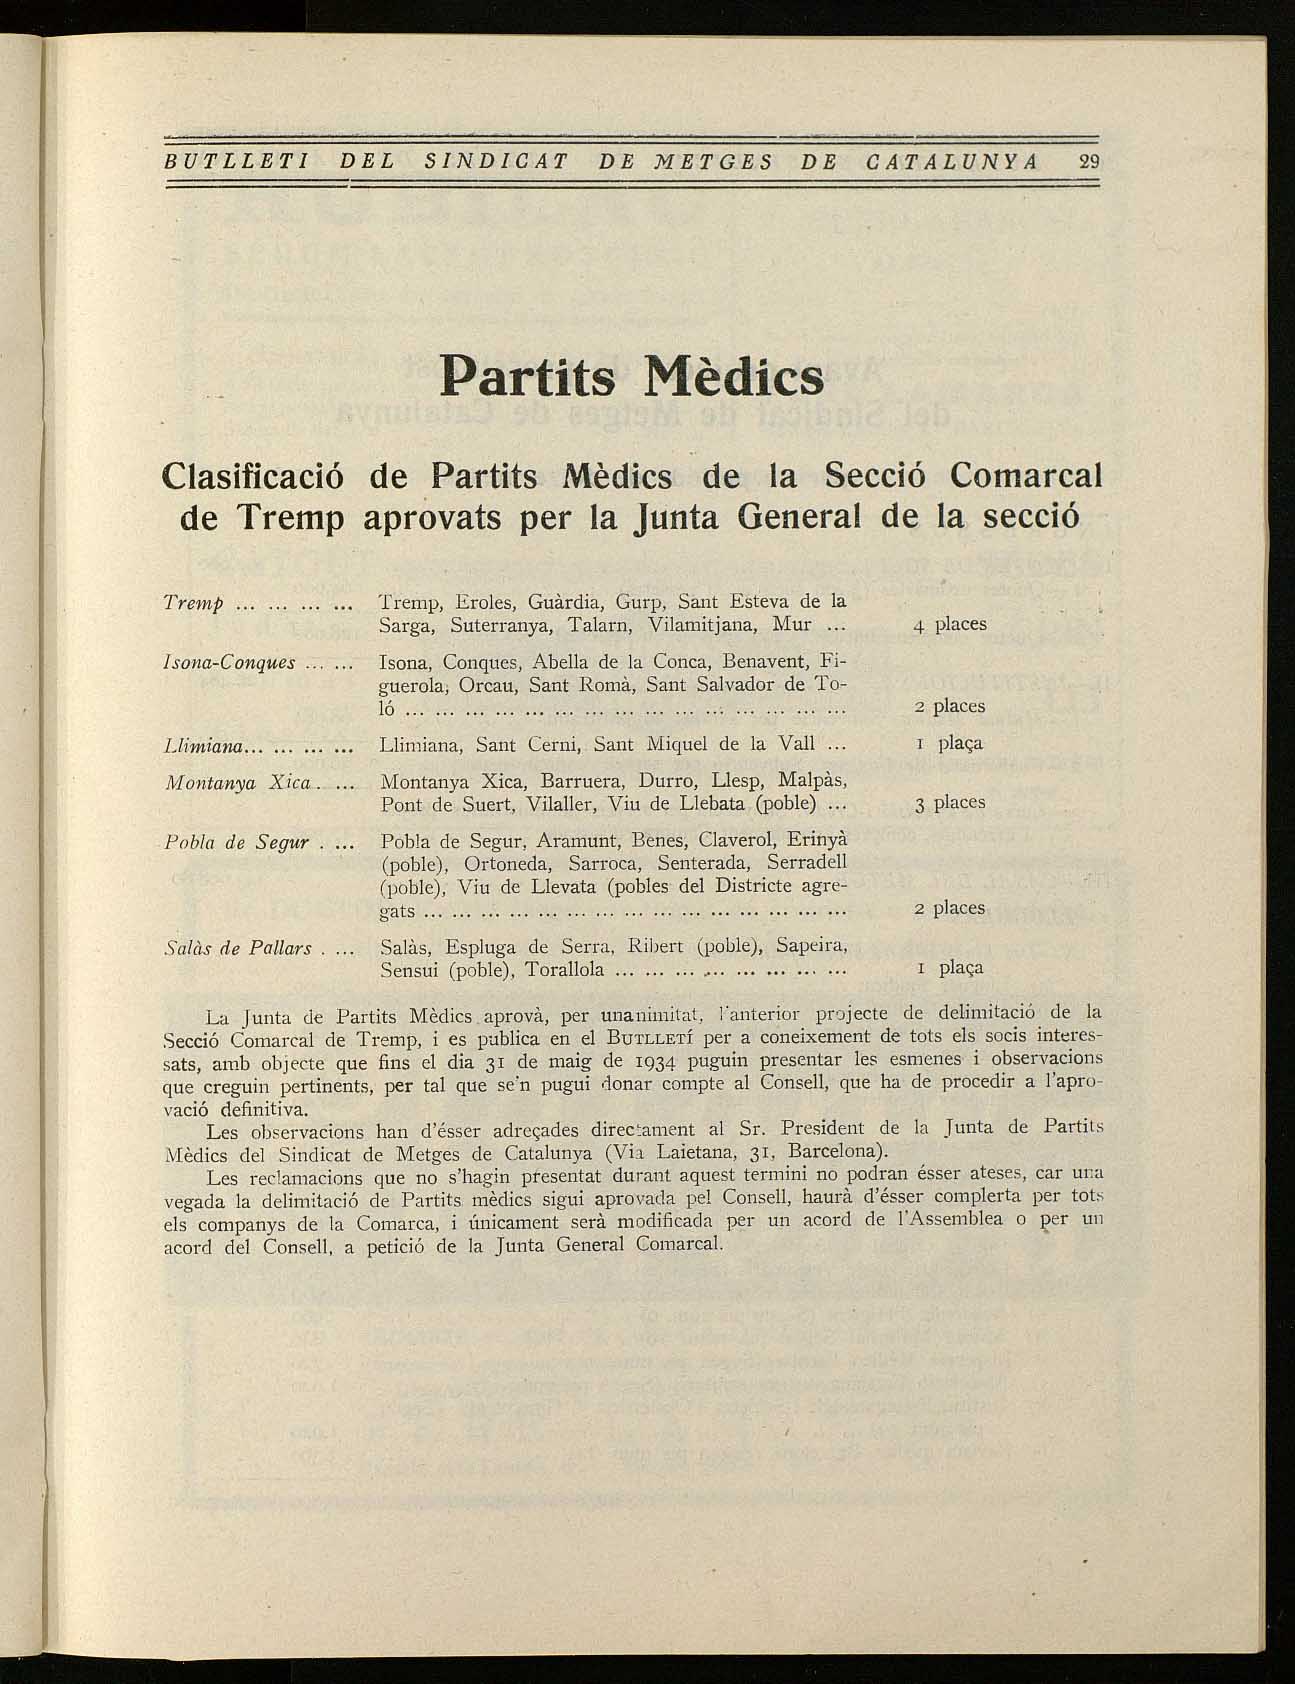 BUTLLETI DEL SINDICAT DE METGES DE CATALUNYA 29
Partits Mèdics
Clasificació de Partits Mèdics de la Secció Comarcal
de Tremp aprovats per la Junta General de la secció
Tremp ... ... ... ... Tremp, Eroles, Guàrdia, Gurp, Sant Esteva de la
Sarga, Suterranya, Talarn, Vilamitjana, Mur ... 4 places
Isona-Conques ... ... Isona, Conques, Abella de la Conca, Benavent, Fi-
guerola, Orcau, Sant Romà, Sant Salvador de To-
ló ... ... ... ... ... ... ... ... ... ... ... ... ... ... ... 2 places
Llimiana... ... ... ... Llimiana, Sant Cerni, Sant Miquel de la Vall ... 1 plaça
Montanya Xica . ... Montanya Xica, Barruera, Durro, Llesp, Malpàs,
Pont de Suert, Vilaller, Viu de Llebata (poble) ... 3 places
Pobla de Segur . ... Pobla de Segur, Aramunt, Benes, Claverol, Erinyà
(poble), Ortoneda, Sarroca, Senterada, Serradell
(poble), Viu de Llevata (pobles del Districte agre-
gats ... ... ... ... ... ... ... ... ... ... ... ... ... ... ... 2 places
Salàs de Pallars . ... Salàs, Espluga de Serra, Ribert (poble), Sapeira,
Sensui (poble), Torallola ... ... ... ... ... ... ... ... 1 plaça
La Junta de Partits Mèdics aprovà, per unanimitat, l'anterior projecte de delimitació de la
Secció Comarcal de Tremp, i es publica en el BUTLLETÍ per a coneixement de tots els socis interes-
sats, amb objecte que fins el dia 31 de maig de 1934 puguin presentar les esmenes i observacions
que creguin pertinents, per tal que se'n pugui donar compte al Consell, que ha de procedir a l'apro-
vació definitiva.
Les observacions han d'ésser adreçades directament al Sr. President de la Junta de Partits
Mèdics del Sindicat de Metges de Catalunya (Via Laietana, 31, Barcelona).
Les reclamacions que no s'hagin presentat durant aquest termini no podran ésser ateses, car una
vegada la delimitació de Partits mèdics sigui aprovada pel Consell, haurà d'ésser complerta per tots
els companys de la Comarca, i únicament serà modificada per un acord de l'Assemblea o per un
acord del Consell, a petició de la Junta General Comarcal.